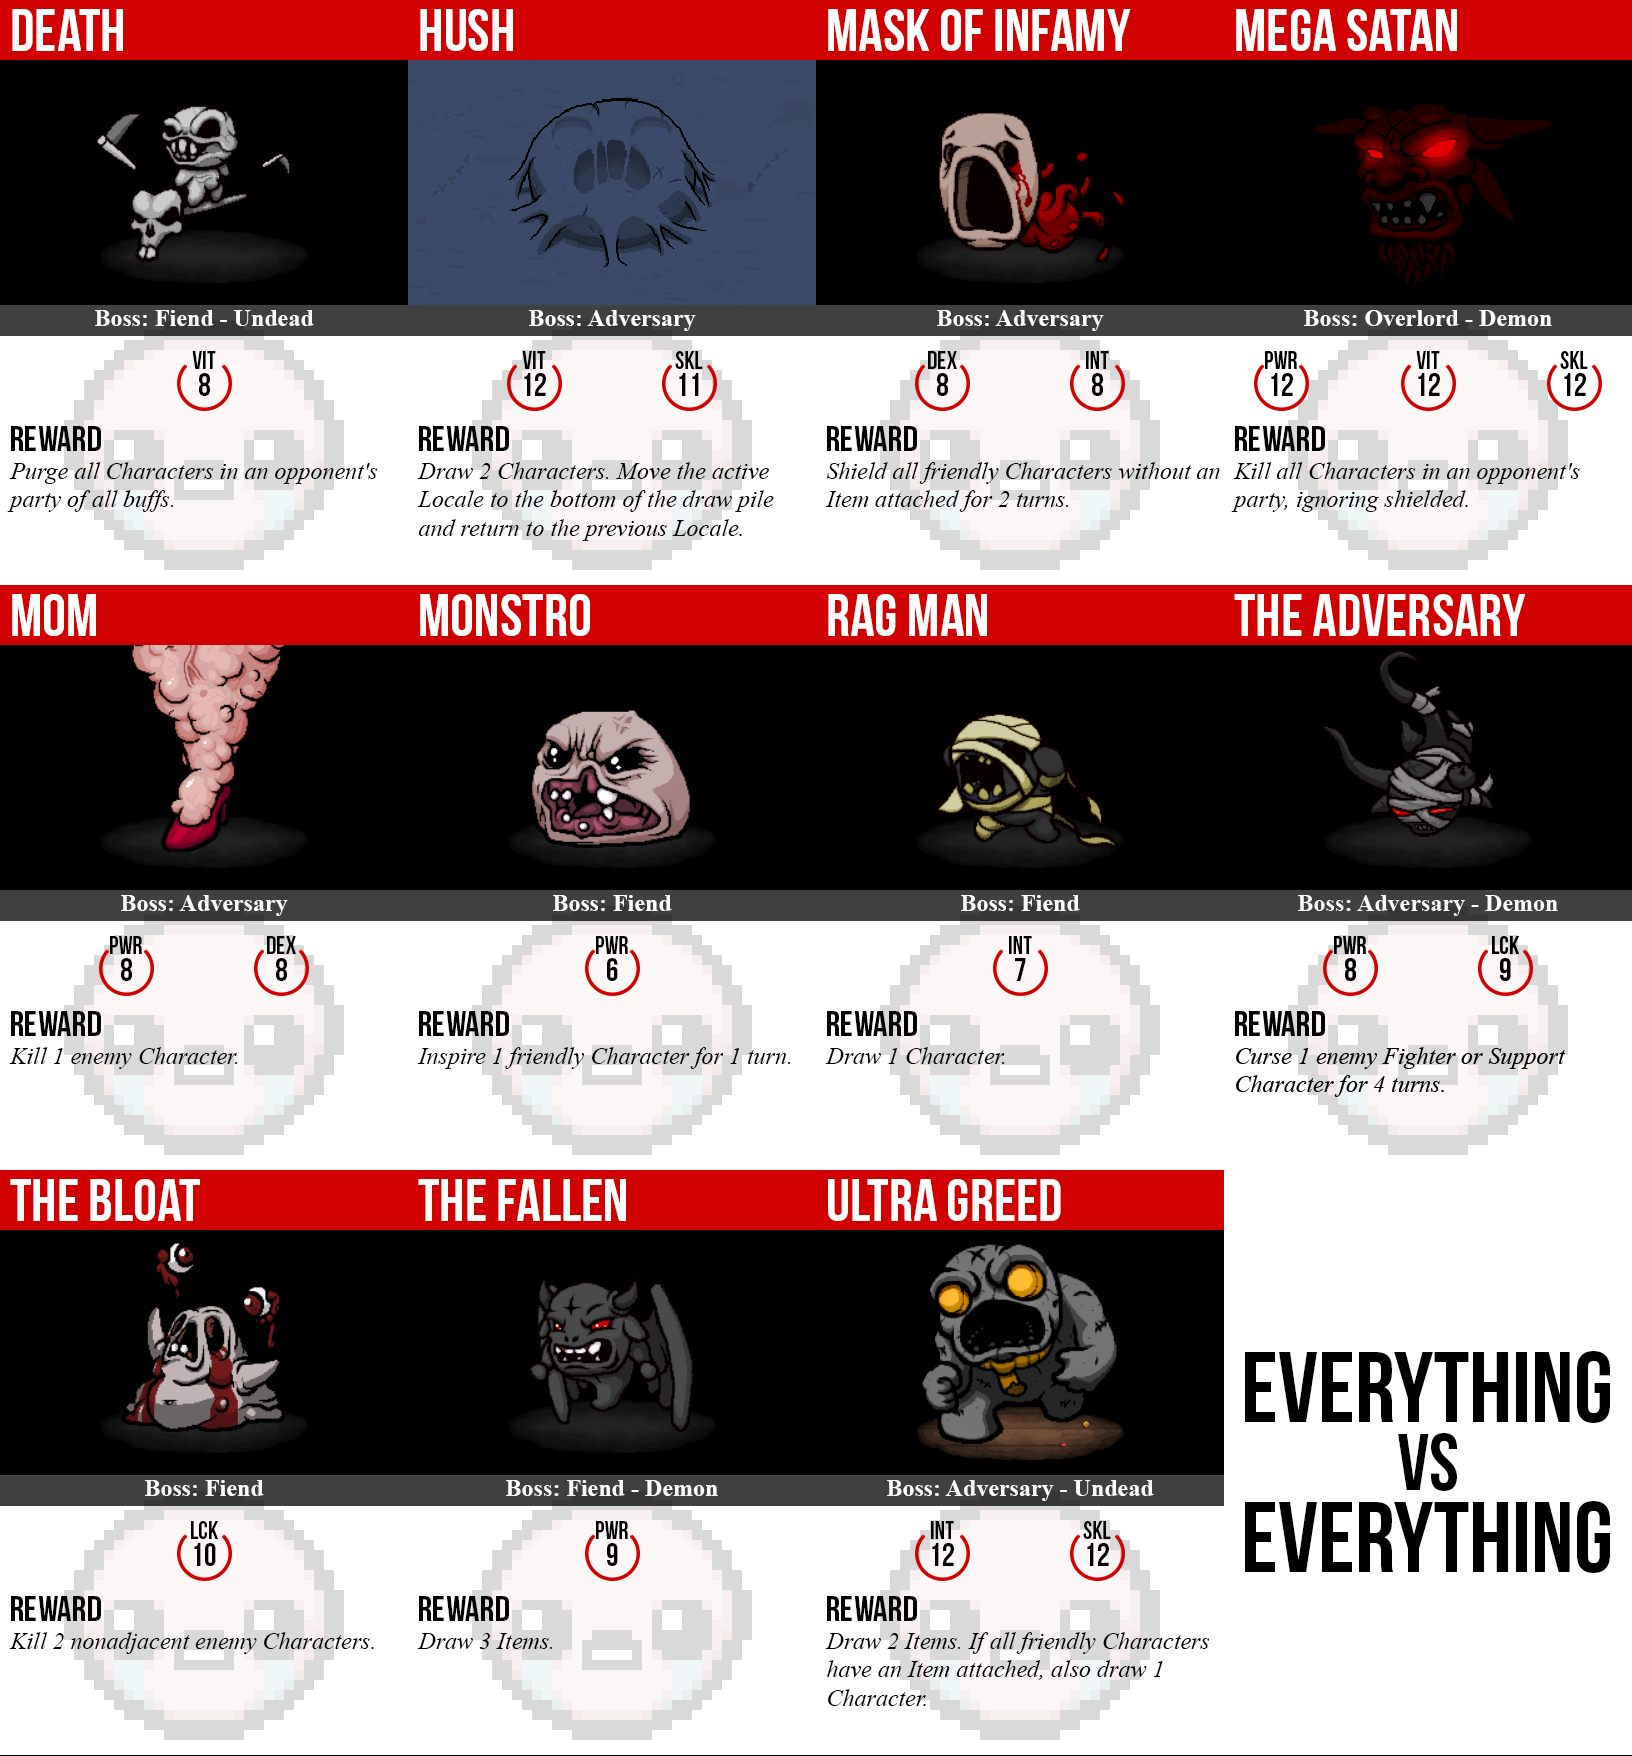 DEATH
Boss: Fiend - Undead
VIT
8
REWARD
Purge all Characters in an opponent's
party of all buffs.
HUSH
Boss: Adversary
VIT
12
SKL
11
REWARD
Draw 2 Characters. Move the active
Locale to the bottom of the draw pile
and return to the previous Locale.
MASK OF INFAMY
Boss: Adversary
DEX
8
INT
8
REWARD
Shield all friendly Characters without an
Item attached for 2 turns.
MEGA SATAN
Boss: Overlord - Demon
PWR
12
VIT
12
SKL
12
REWARD
Kill all Characters in an opponent's
party, ignoring shielded.
MOM
Boss: Adversary
PWR
8
DEX
8
REWARD
Kill 1 enemy Character.
MONSTRO
Boss: Fiend
PWR
6
REWARD
Inspire 1 friendly Character for 1 turn.
RAG MAN
Boss: Fiend
INT
7
REWARD
Draw 1 Character.
THE ADVERSARY
Boss: Adversary - Demon
PWR
8
LCK
9
REWARD
Curse 1 enemy Fighter or Support
Character for 4 turns.
THE BLOAT
Boss: Fiend
LCK
10
REWARD
Kill 2 nonadjacent enemy Characters.
THE FALLEN
Boss: Fiend - Demon
PWR
9
REWARD
Draw 3 Items.
ULTRA GREED
Boss: Adversary - Undead
INT
12
SKL
12
REWARD
Draw 2 Items. If all friendly Characters
have an Item attached, also draw 1
Character.
EVERYTHING
VS
EVERYTHING